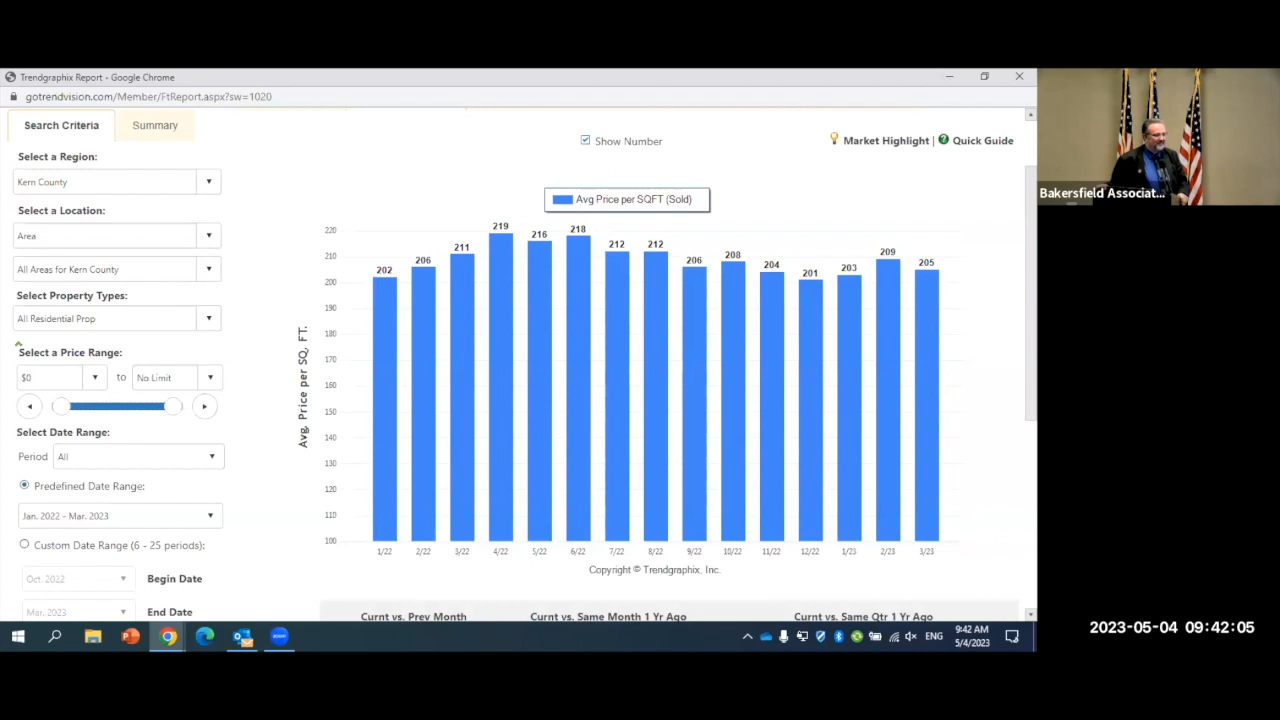 Trendgraphix Report - Google Chrome
gotrendvision.com/Member/FtReport.aspx?sw=1020
Search Criteria
Summary
Show Number
Market Highlight | Quick Guide
Select a Region:
Kern County
Select a Location:
Area
All Areas for Kern County
Select Property Types:
All Residential Prop
Select a Price Range:
$0 to No Limit
Select Date Range:
Period All
Predefined Date Range:
Jan. 2022 - Mar. 2023
Custom Date Range (6 - 25 periods):
Oct. 2022 Begin Date
Mar. 2023 End Date
Avg Price per SQFT (Sold)
Avg. Price per SQ. FT.
220
210
200
190
180
170
160
150
140
130
120
110
100
202 206 211 219 216 218 212 212 206 208 204 201 203 209 205
1/22 2/22 3/22 4/22 5/22 6/22 7/22 8/22 9/22 10/22 11/22 12/22 1/23 2/23 3/23
Copyright © Trendgraphix, Inc.
Curnt vs. Prev Month Curnt vs. Same Month 1 Yr Ago Curnt vs. Same Qtr 1 Yr Ago
Bakersfield Associat...
ENG
9:42 AM
5/4/2023
zoom
2023-05-04 09:42:05